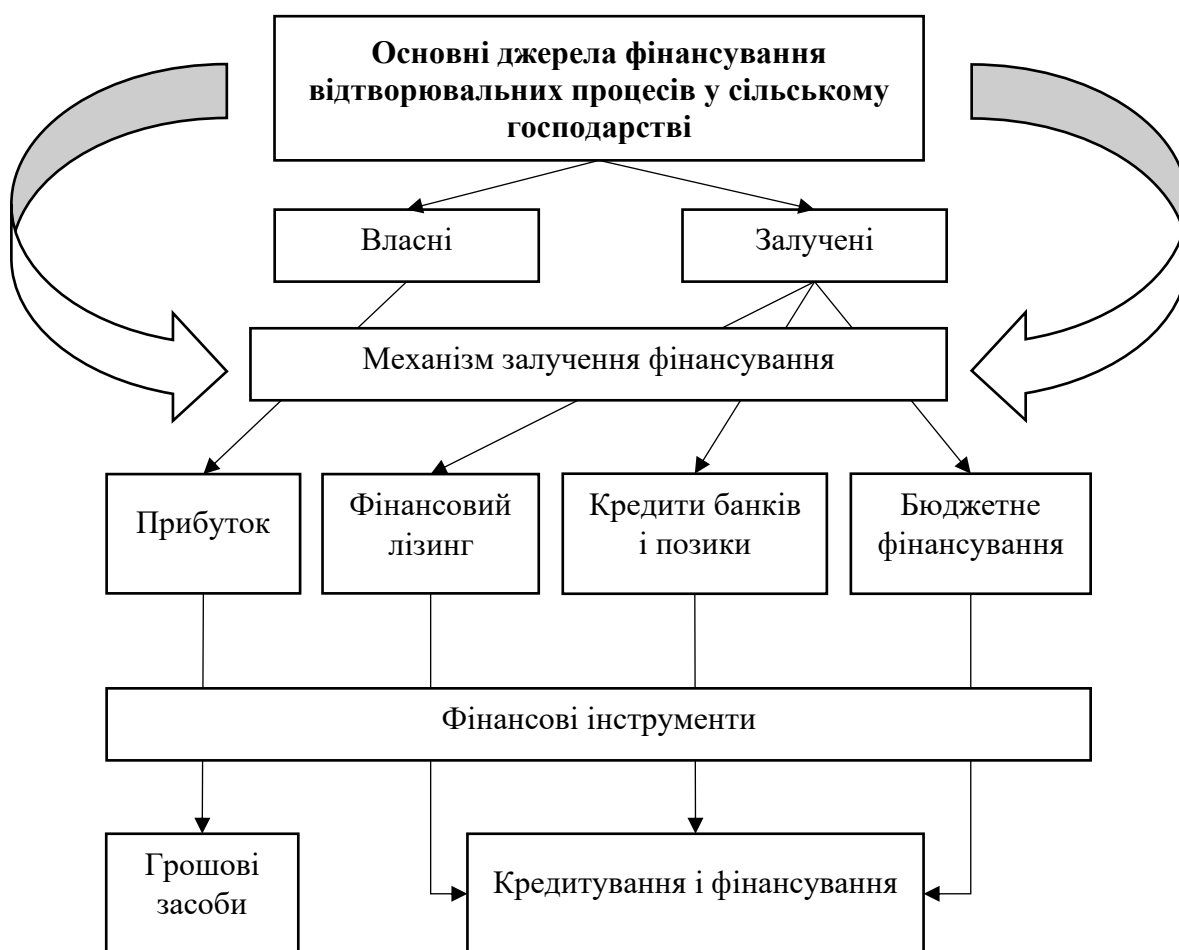 Основні джерела фінансування
відтворювальних процесів у сільському
господарстві
Власні
Залучені
Механізм залучення фінансування
Прибуток
Фінансовий
лізинг
Кредити банків
і позики
Бюджетне
фінансування
Фінансові інструменти
Грошові
засоби
Кредитування і фінансування